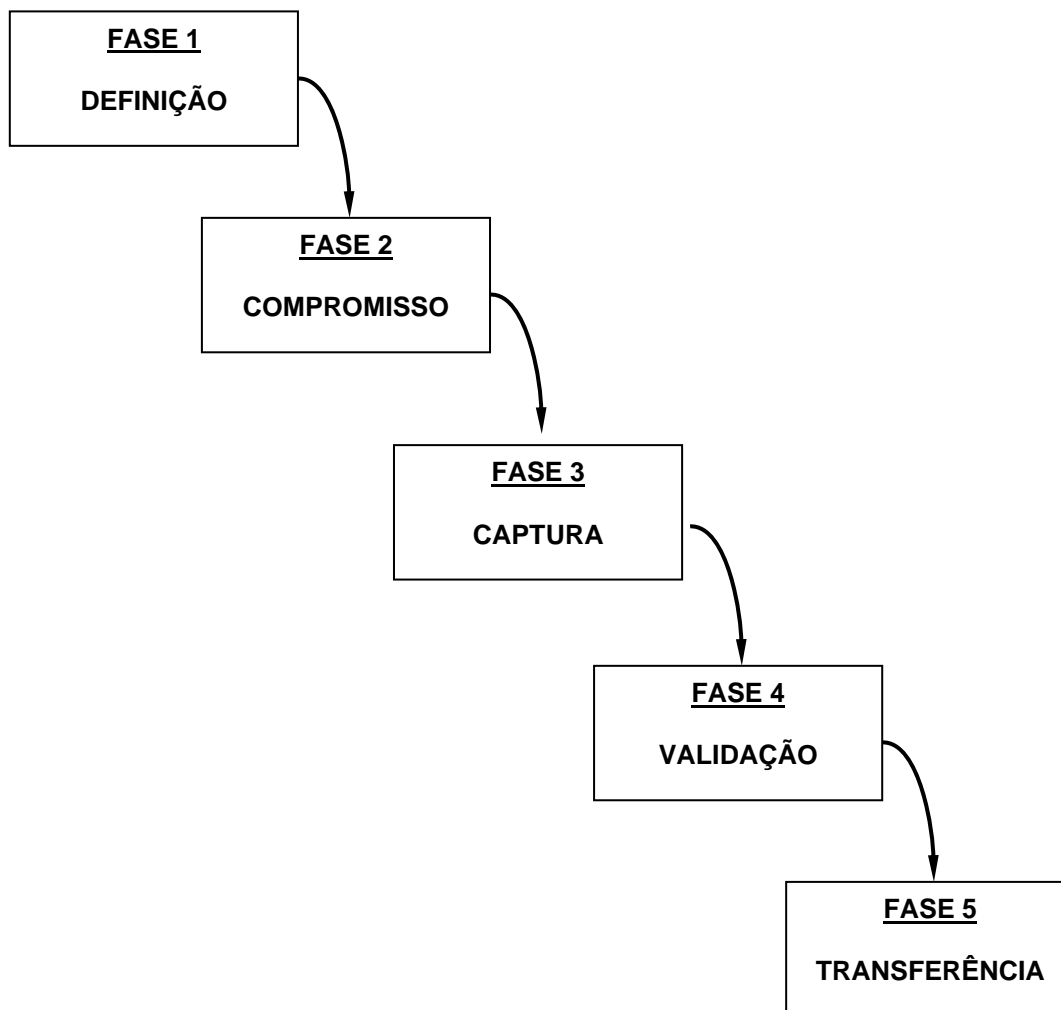 FASE 1
DEFINIÇÃO
FASE 2
COMPROMISSO
FASE 3
CAPTURA
FASE 4
VALIDAÇÃO
FASE 5
TRANSFERÊNCIA